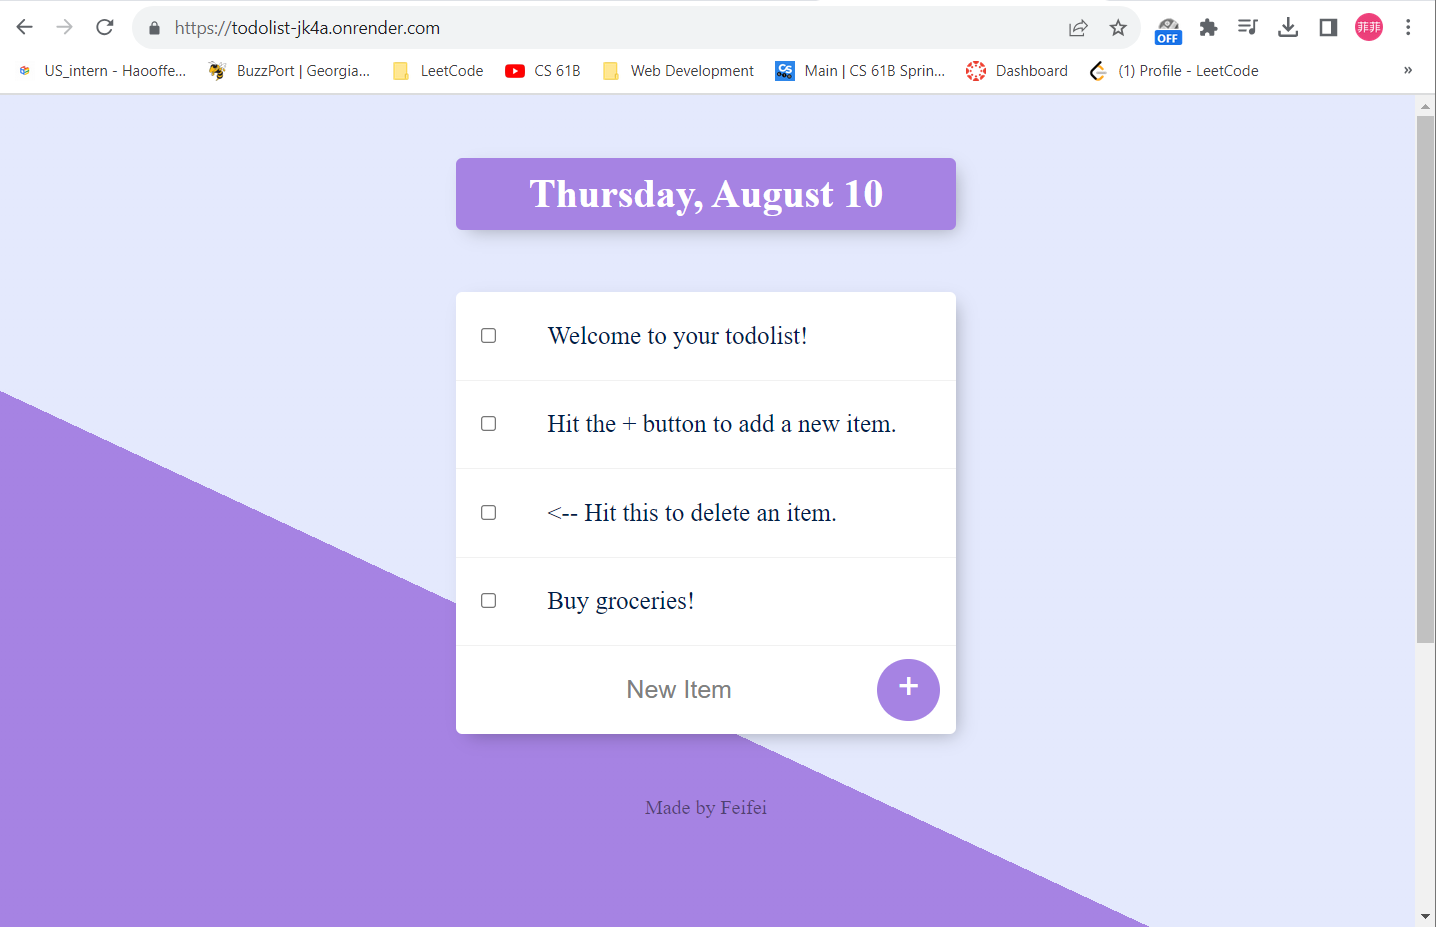 https://todolist-jk4a.onrender.com
OFF
菲菲
US_intern - Haooffe...
BuzzPort | Georgia...
LeetCode
CS 61B
Web Development
Main | CS 61B Sprin...
Dashboard
(1) Profile - LeetCode
»
Thursday, August 10
Welcome to your todolist!
Hit the + button to add a new item.
<-- Hit this to delete an item.
Buy groceries!
New Item
+
Made by Feifei